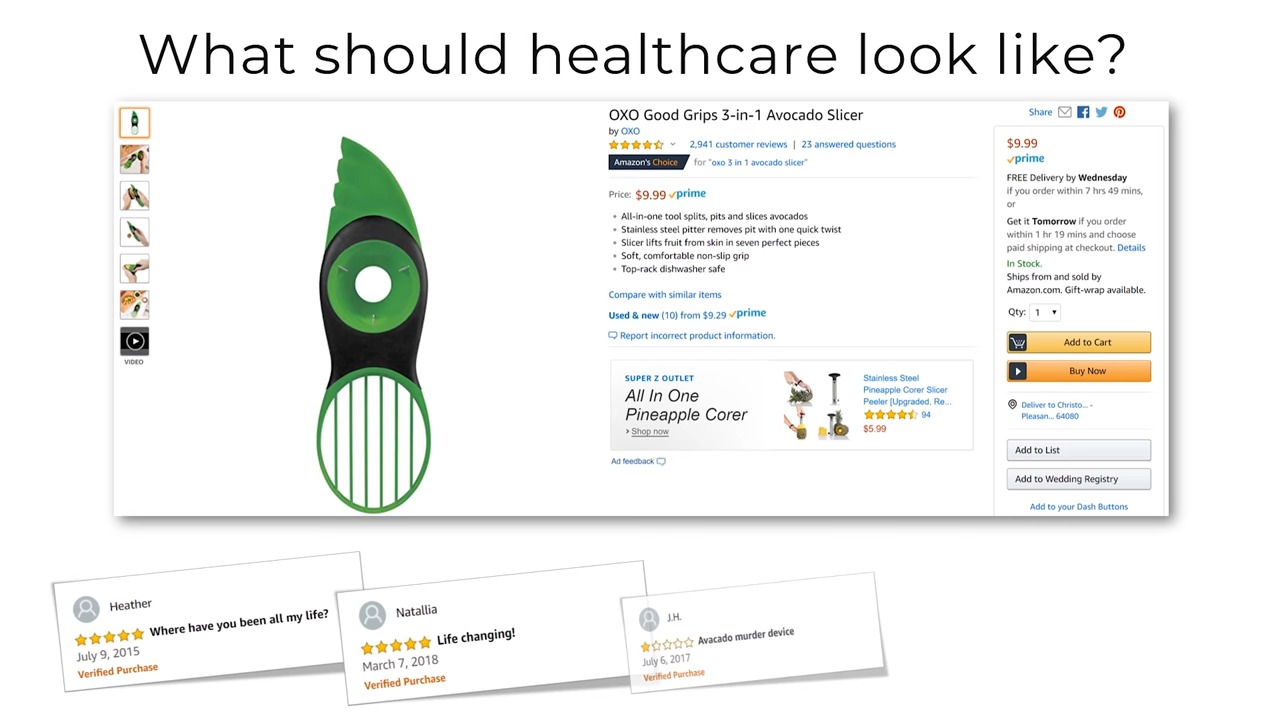 What should healthcare look like?
VIDEO
OXO Good Grips 3-in-1 Avocado Slicer
by OXO
2,941 customer reviews | 23 answered questions
Amazon's Choice for "oxo 3 in 1 avocado slicer"
Price: $9.99 prime
All-in-one tool splits, pits and slices avocados
Stainless steel pitter removes pit with one quick twist
Slicer lifts fruit from skin in seven perfect pieces
Soft, comfortable non-slip grip
Top-rack dishwasher safe
Compare with similar items
Used & new (10) from $9.29 prime
Report incorrect product information.
SUPER Z OUTLET
All In One
Pineapple Corer
Shop now
Stainless Steel
Pineapple Corer Slicer
Peeler [Upgraded, Re...
94
$5.99
Ad feedback
Share
$9.99
prime
FREE Delivery by Wednesday
if you order within 7 hrs 49 mins,
or
Get it Tomorrow if you order
within 1 hr 19 mins and choose
paid shipping at checkout. Details
In Stock.
Ships from and sold by
Amazon.com. Gift-wrap available.
Qty: 1
Add to Cart
Buy Now
Deliver to Christo... -
Pleasan... 64080
Add to List
Add to Wedding Registry
Add to your Dash Buttons
Heather
Where have you been all my life?
July 9, 2015
Verified Purchase
Natallia
Life changing!
March 7, 2018
Verified Purchase
J.H.
Avacado murder device
July 6, 2017
Verified Purchase